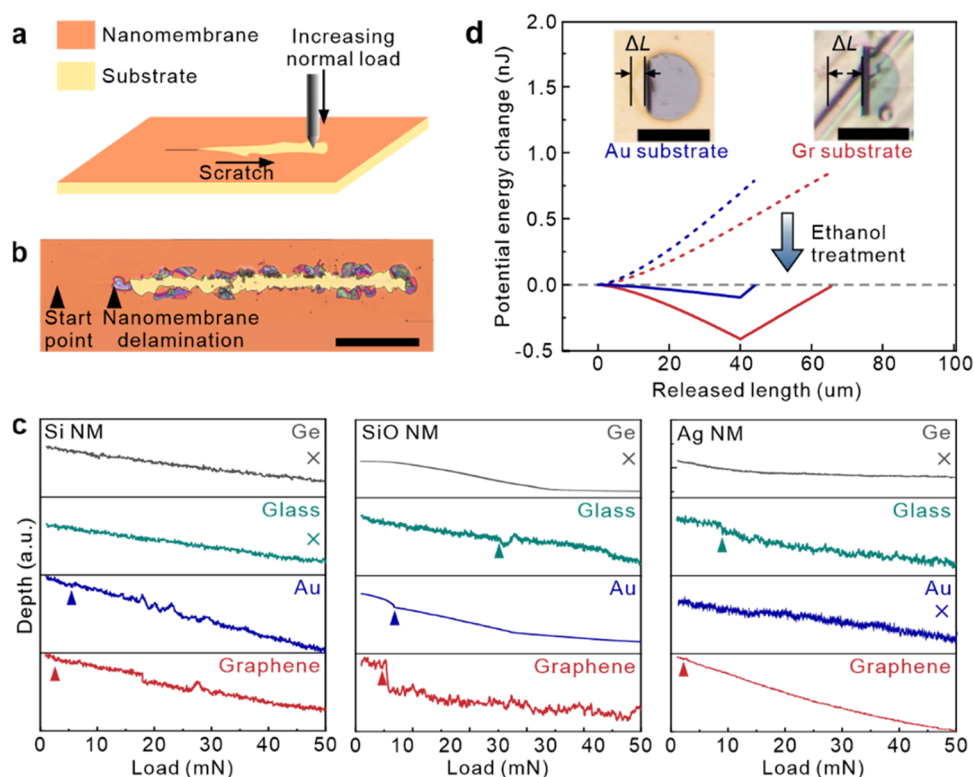 a
Nanomembrane
Substrate
Increasing
normal load
Scratch
b
Start
point
Nanomembrane
delamination
c
Si NM
Ge
×
Glass
×
Au
Graphene
0 10 20 30 40 50
Load (mN)
SiO NM
Ge
×
Glass
Au
Graphene
0 10 20 30 40 50
Load (mN)
Ag NM
Ge
×
Glass
Au
×
Graphene
0 10 20 30 40 50
Load (mN)
Depth (a.u.)
d
Potential energy change (nJ)
2.0
1.5
1.0
0.5
0.0
-0.5
ΔL
Au substrate
ΔL
Gr substrate
Ethanol
treatment
0 20 40 60 80 100
Released length (um)